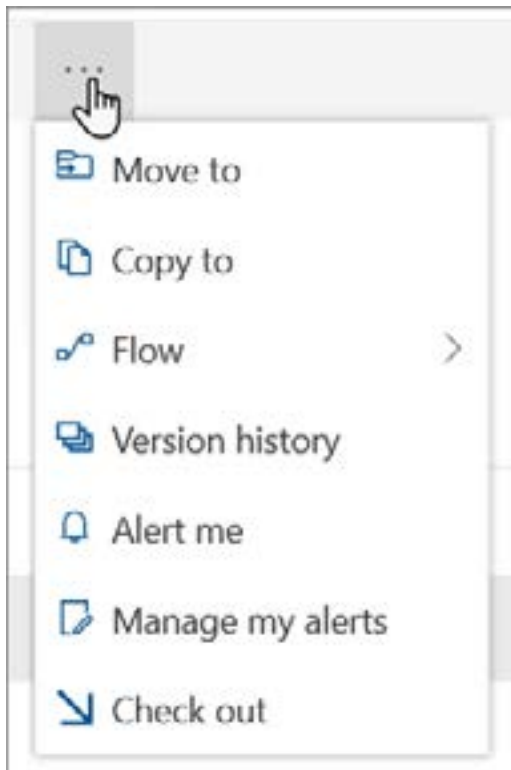 ...
Move to
Copy to
Flow
Version history
Alert me
Manage my alerts
Check out